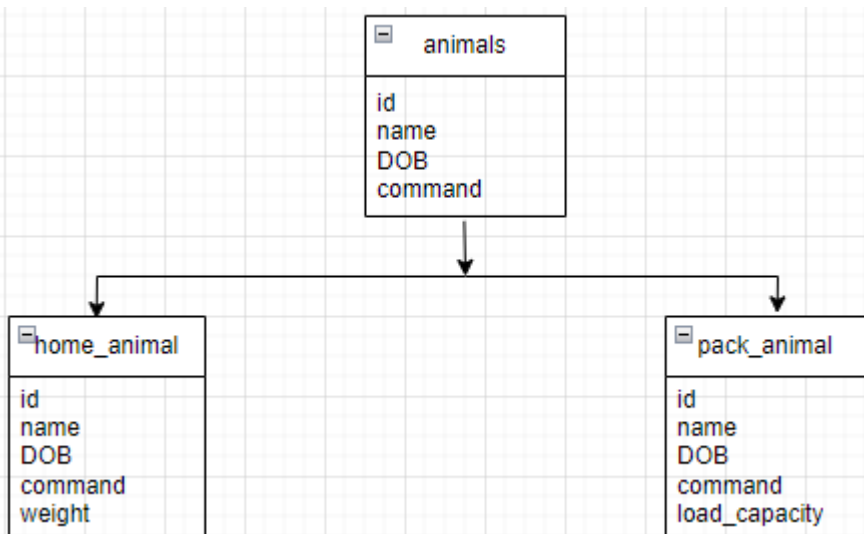 animals
id
name
DOB
command
home_animal
id
name
DOB
command
weight
pack_animal
id
name
DOB
command
load_capacity